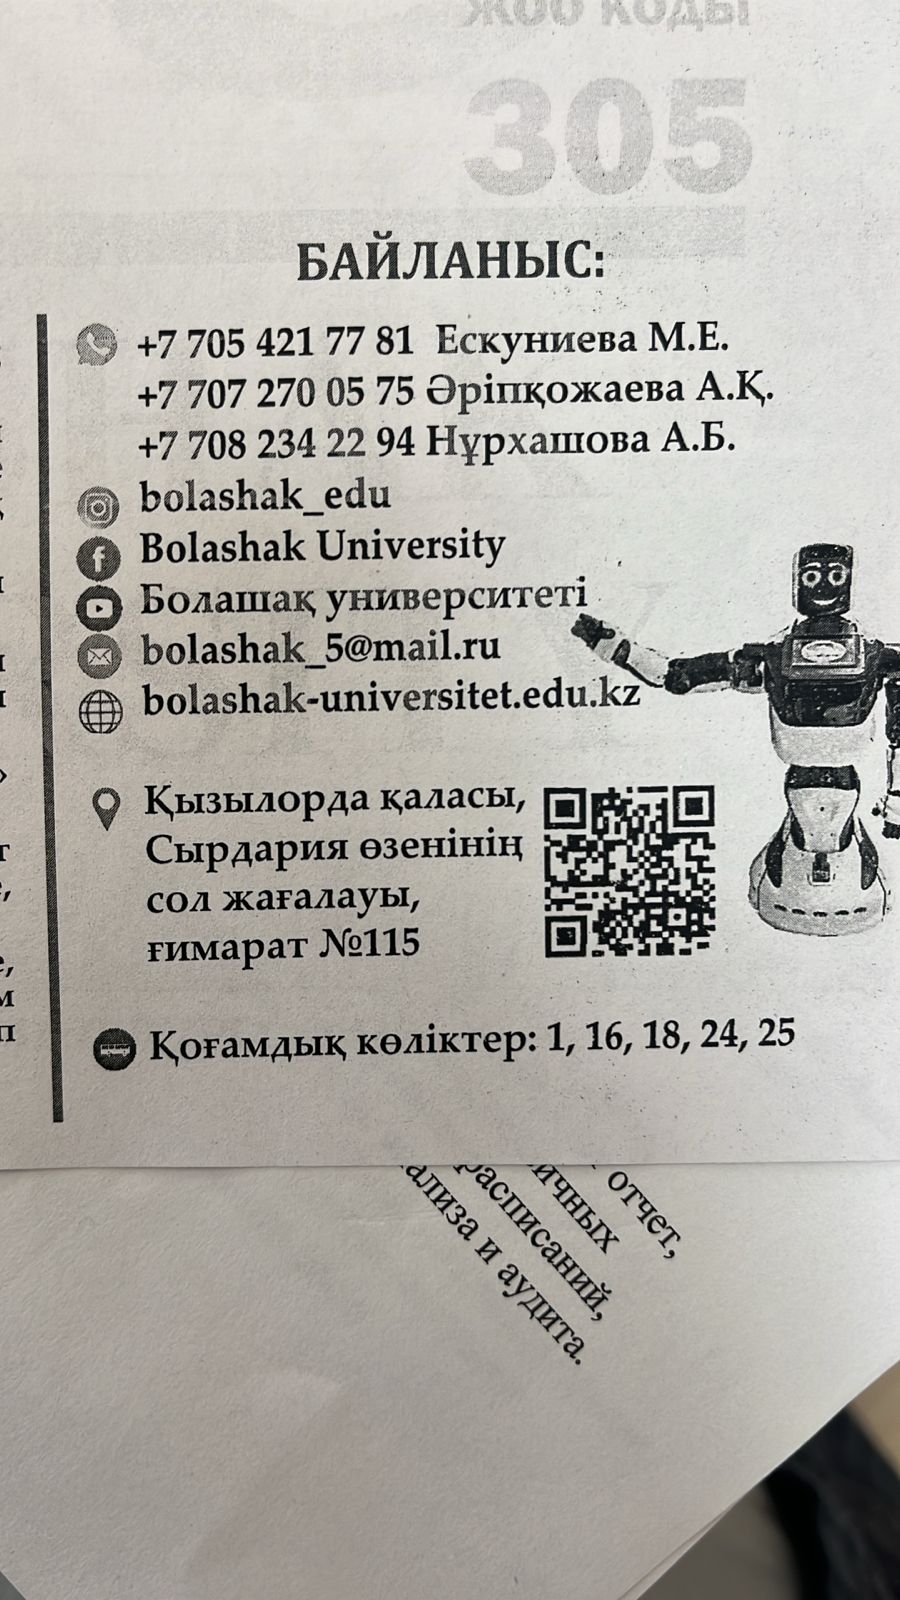 ЖОО КОДЫ
305
БАЙЛАНЫС:
+7 705 421 77 81 Ескуниева М.Е.
+7 707 270 05 75 Әріпқожаева А.Қ.
+7 708 234 22 94 Нұрхашова А.Б.
bolashak_edu
Bolashak University
Болашақ университеті
bolashak_5@mail.ru
bolashak-universitet.edu.kz
Қызылорда қаласы,
Сырдария өзенінің
сол жағалауы,
ғимарат №115
Қоғамдық көліктер: 1, 16, 18, 24, 25
отчет,
расписаний,
и аудита.